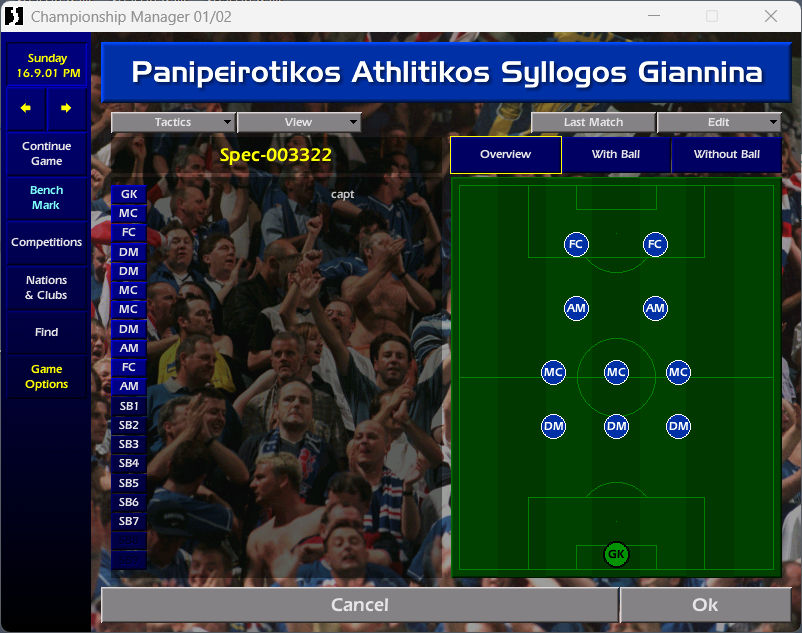 Championship Manager 01/02
Sunday
16.9.01 PM
Panipeirotikos Athlitikos Syllogos Giannina
Continue
Game
Bench
Mark
Competitions
Nations
& Clubs
Find
Game
Options
Tactics
View
Last Match
Edit
Spec-003322
Overview
With Ball
Without Ball
GK
capt
MC
FC
DM
DM
MC
MC
DM
AM
FC
AM
SB1
SB2
SB3
SB4
SB5
SB6
SB7
FC FC
AM AM
MC MC MC
DM DM DM
GK
Cancel
Ok